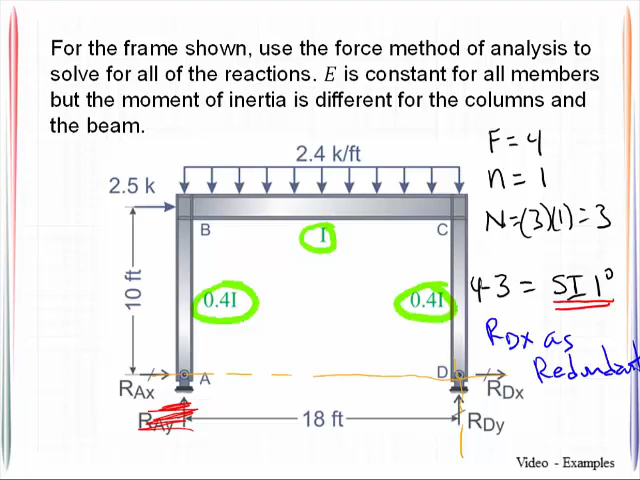 For the frame shown, use the force method of analysis to
solve for all of the reactions. E is constant for all members
but the moment of inertia is different for the columns and
the beam.
F = 4
n = 1
N = (3)(1) = 3
4-3 = SI 1°
RDx as
Redundant
2.4 k/ft
2.5 k
B
I
C
10 ft
0.4I
0.4I
A
D
RAx
RDx
RAy
18 ft
RDy
Video - Examples